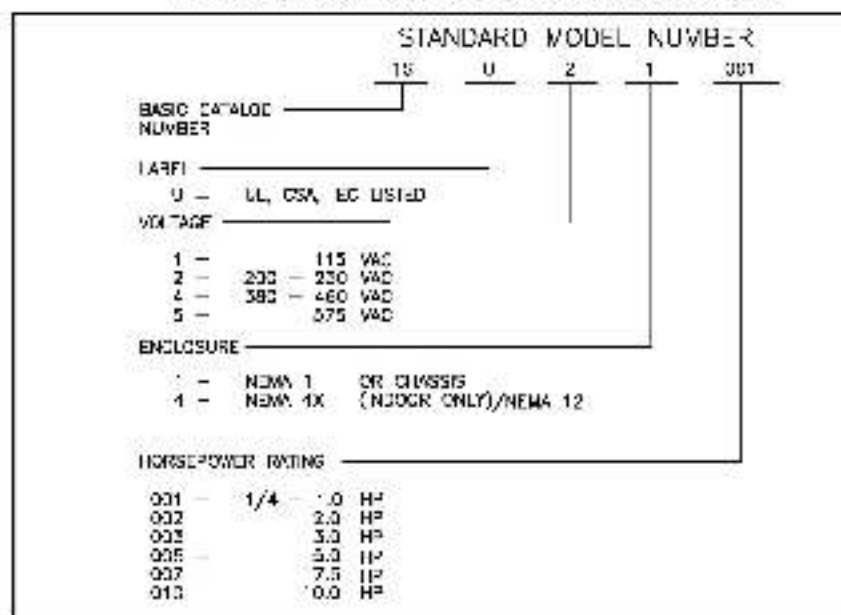 STANDARD MODEL NUMBER
U 2 1 001
BASIC CATALOG
NUMBER
LABEL
U - UL, CSA, LISTED
VOLTAGE
1 - 115 VAC
2 - 200 - 230 VAC
4 - 380 - 460 VAC
5 - 575 VAC
ENCLOSURE
1 - NEMA 1 OR CHASSIS
4 - NEMA 4X (INDOOR ONLY)/NEMA 12
HORSEPOWER RATING
001 - 1/4 - 1.0 HP
002 2.0 HP
003 3.0 HP
005 - 5.0 HP
007 7.5 HP
010 10.0 HP